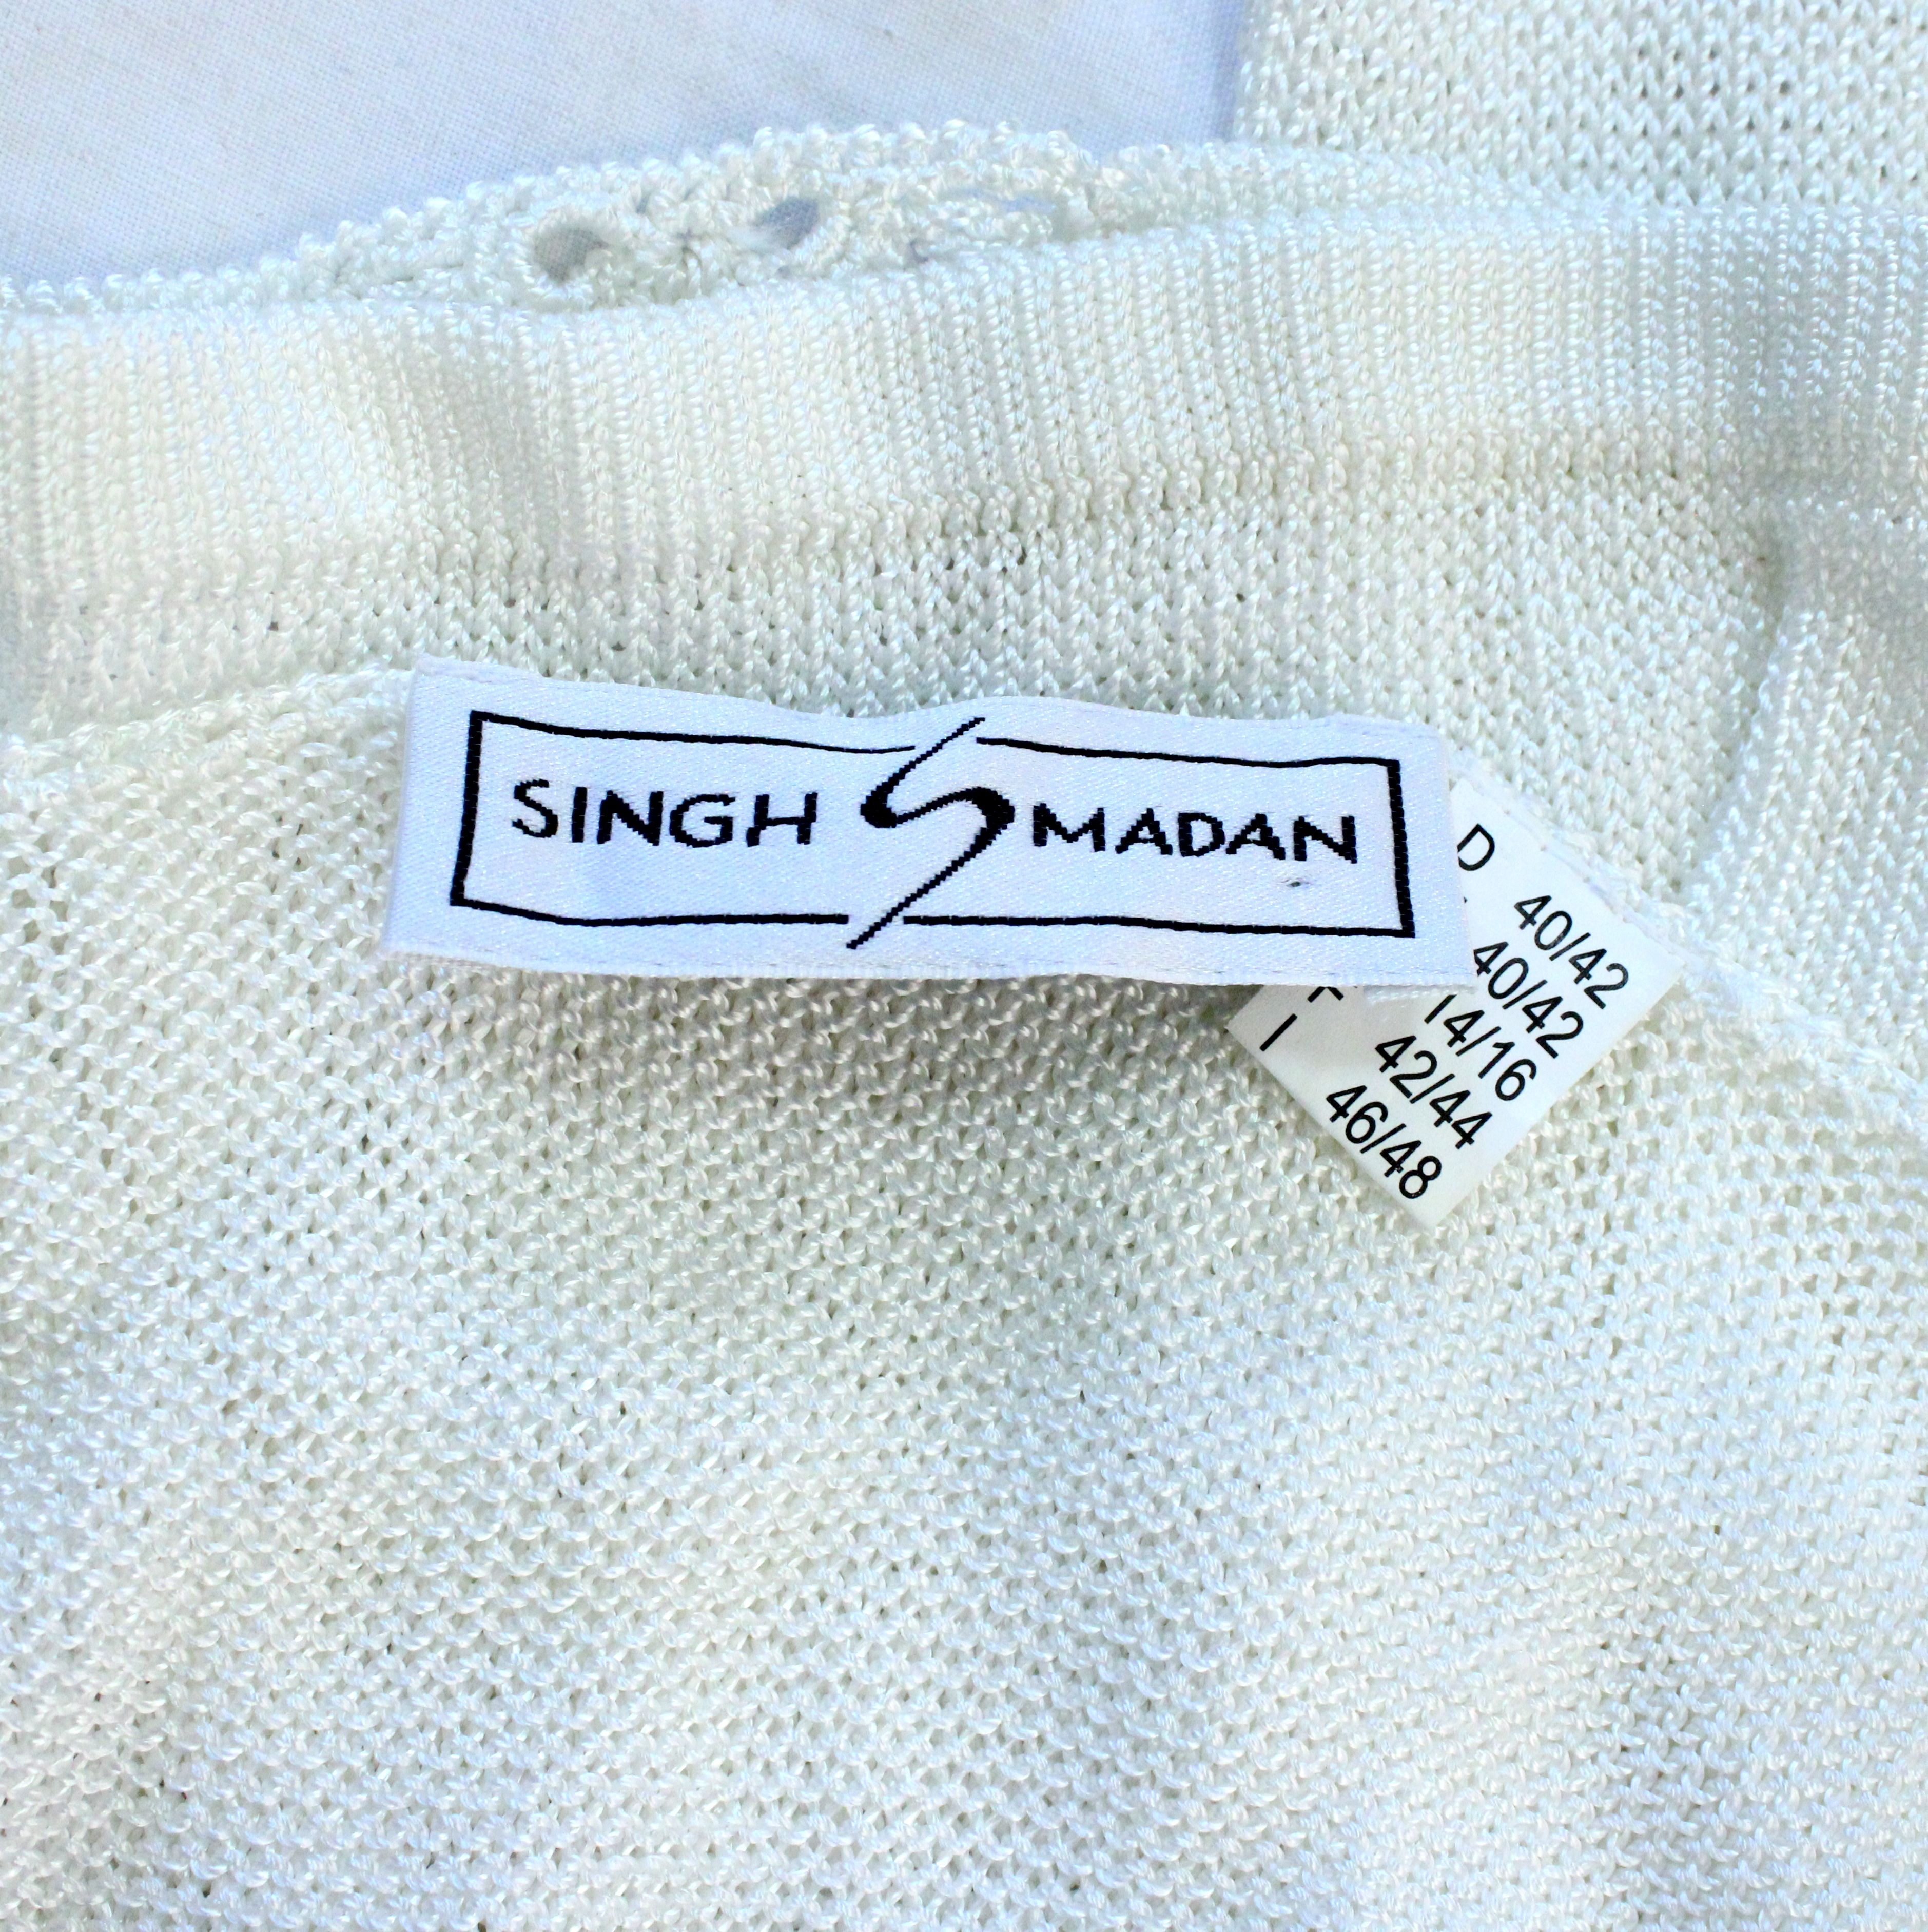 SINGH S MADAN
D 40/42
40/42
14/16
F 42/44
I 46/48